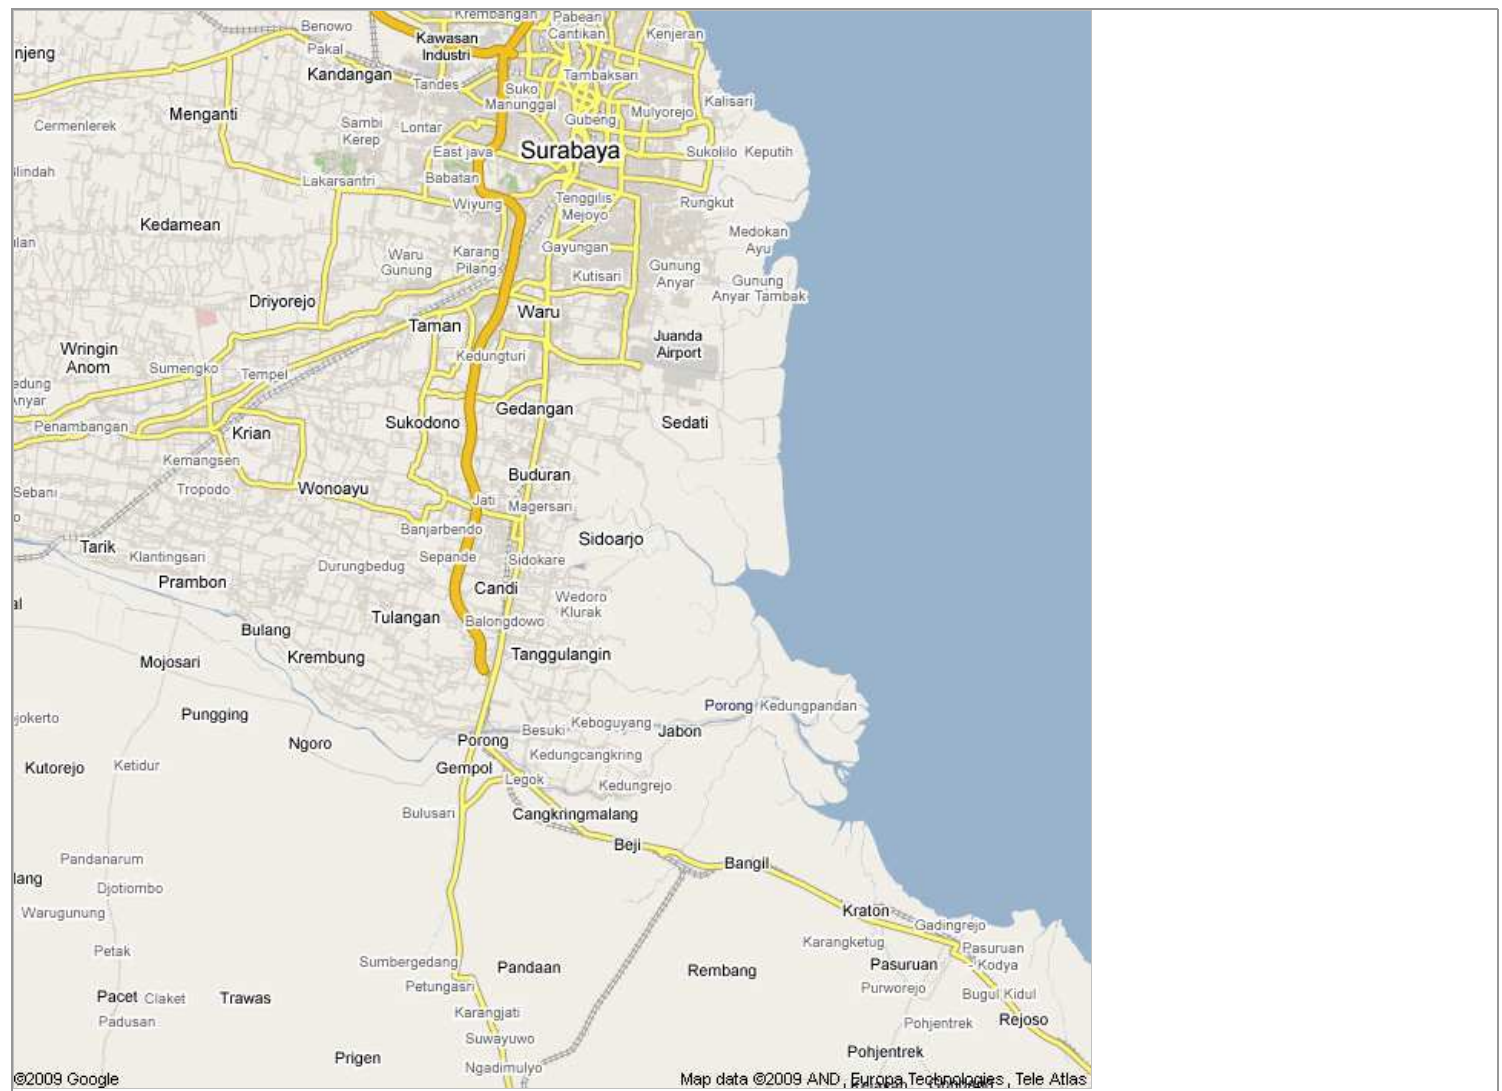 Krembangan
Pabean
Cantikan
Benowo
Kenjeran
Kawasan
Industri
Pakal
njeng
Kandangan
Tandes
Tambaksari
Suko
Manunggal
Kalisari
Menganti
Mulyorejo
Gubeng
Cermenlerek
Sambi
Kerep
Lontar
East java
Surabaya
Sukolilo
Keputih
lindah
Lakarsantri
Babatan
Wiyung
Tenggilis
Mejoyo
Rungkut
Kedamean
Medokan
Ayu
ulan
Waru
Gunung
Karang
Pilang
Gayungan
Kutisari
Gunung
Anyar
Gunung
Anyar Tambak
Driyorejo
Waru
Taman
Juanda
Airport
Wringin
Anom
Kedungturi
Sumengko
Tempel
edung
Anyar
Gedangan
Penambangan
Krian
Sukodono
Sedati
Kemangsen
Buduran
Sebani
Tropodo
Wonoayu
Jati
Magersari
o
Banjarbendo
Sidoarjo
Tarik
Klantingsari
Sepande
Sidokare
Durungbedug
Prambon
Candi
Wedoro
Klurak
al
Tulangan
Balongdowo
Bulang
Krembung
Tanggulangin
Mojosari
Porong
Kedungpandan
jokerto
Pungging
Besuki
Keboguyang
Jabon
Ngoro
Porong
Kedungcangkring
Kutorejo
Ketidur
Gempol
Legok
Kedungrejo
Bulusari
Cangkringmalang
Beji
Pandanarum
Bangil
lang
Djotiombo
Warugunung
Kraton
Gadingrejo
Petak
Karangketug
Pasuruan
Kodya
Sumbergedang
Pandaan
Rembang
Pasuruan
Petungasri
Purworejo
Bugul Kidul
Pacet
Claket
Trawas
Karangjati
Padusan
Pohjentrek
Rejoso
Suwayuwo
Prigen
Pohjentrek
Ngadimulyo
©2009 Google
Map data ©2009 AND, Europa Technologies, Tele Atlas